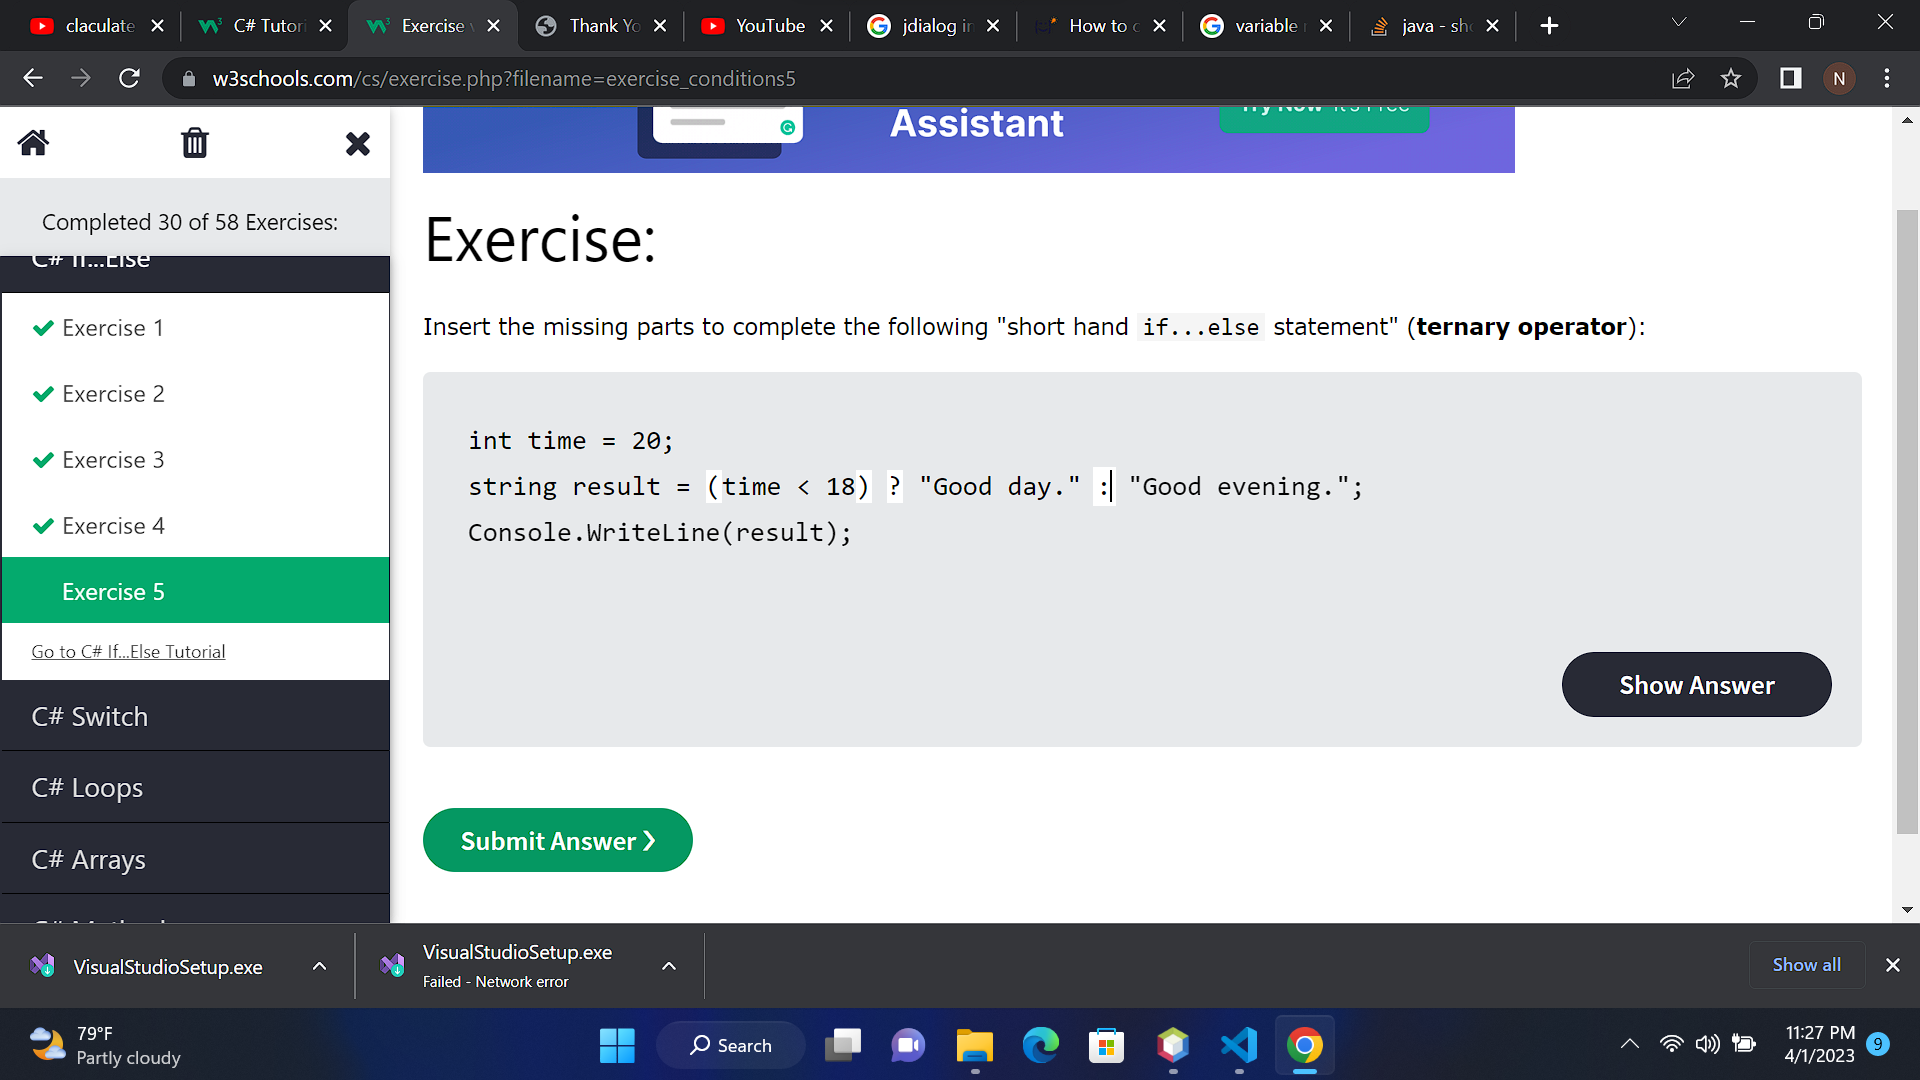 claculate
C# Tutori
Exercise
Thank Yo
YouTube
jdialog in
How to c
variable
java - sho
w3schools.com/cs/exercise.php?filename=exercise_conditions5
N
Assistant
Completed 30 of 58 Exercises:
C# If...Else
Exercise 1
Exercise 2
Exercise 3
Exercise 4
Exercise 5
Go to C# If...Else Tutorial
C# Switch
C# Loops
C# Arrays
Exercise:
Insert the missing parts to complete the following "short hand if...else statement" (ternary operator):
int time = 20;
string result = (time < 18) ? "Good day." : "Good evening.";
Console.WriteLine(result);
Show Answer
Submit Answer ❯
VisualStudioSetup.exe
VisualStudioSetup.exe
Failed - Network error
Show all
79°F
Partly cloudy
Search
11:27 PM
4/1/2023
9